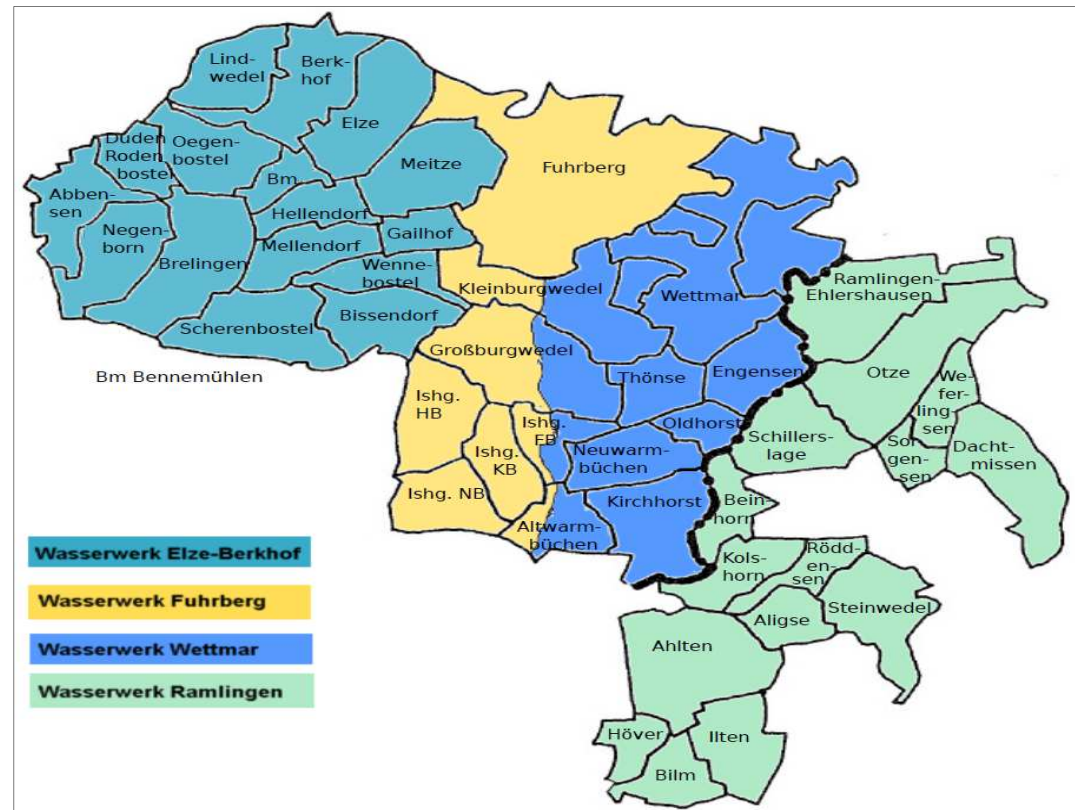 Lind-
wedel
Berk-
hof
Elze
Düden
Roden
bostel
Oegen-
bostel
Meitze
Fuhrberg
Abben-
sen
Bm.
Hellendorf
Negen-
born
Gailhof
Mellendorf
Brelingen
Wenne-
bostel
Kleinburgwedel
Wettmar
Ramlingen-
Ehlershausen
Scherenbostel
Bissendorf
Großburgwedel
Bm Bennemühlen
Thönse
Engensen
Otze
We-
fer-
lings-
sen
Ishg.
HB
Ishg.
FB
Oldhorst
Schillers-
lage
Sor-
gen-
sen
Dacht-
missen
Ishg.
KB
Neuwarm-
büchen
Ishg. NB
Kirchhorst
Bein-
horn
Altwarm-
büchen
Kols-
horn
Rödd-
en-
sen
Steinwedel
Aligse
Ahlten
Höver
Ilten
Bilm
Wasserwerk Elze-Berkhof
Wasserwerk Fuhrberg
Wasserwerk Wettmar
Wasserwerk Ramlingen